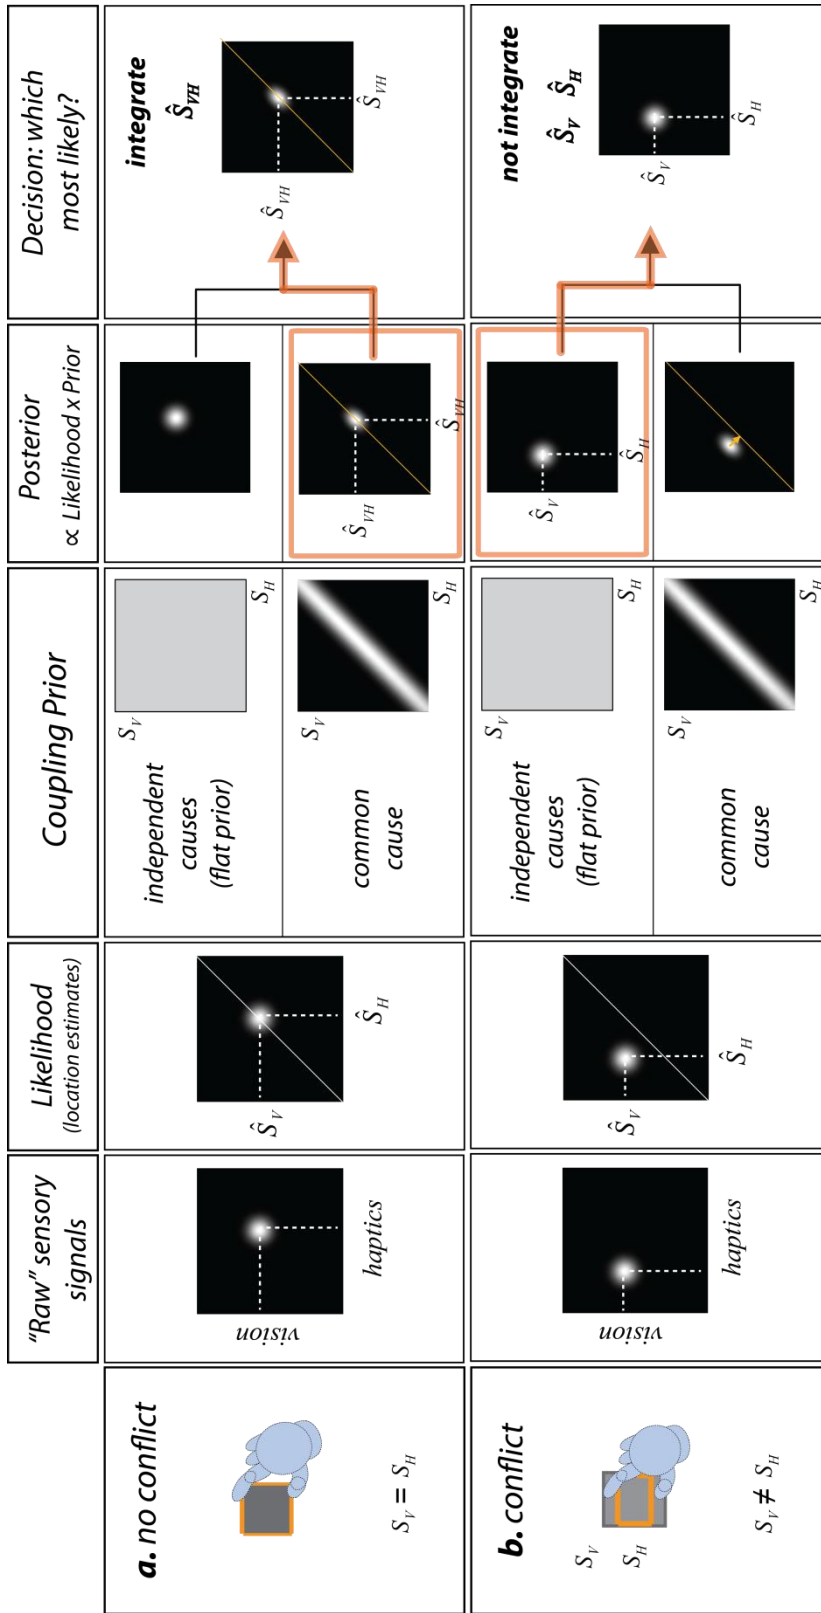 "Raw" sensory
signals
Likelihood
(location estimates)
Coupling Prior
Posterior
∝ Likelihood x Prior
Decision: which
most likely?
a. no conflict
S_V = S_H
vision
haptics
Ŝ_V
Ŝ_H
independent
causes
(flat prior)
S_V
S_H
common
cause
S_V
S_H
Ŝ_VH
Ŝ_VH
integrate
Ŝ_VH
Ŝ_VH
Ŝ_VH
b. conflict
S_V
S_H
S_V ≠ S_H
vision
haptics
Ŝ_V
Ŝ_H
independent
causes
(flat prior)
S_V
S_H
common
cause
S_V
S_H
Ŝ_V
Ŝ_H
not integrate
Ŝ_V Ŝ_H
Ŝ_V
Ŝ_H